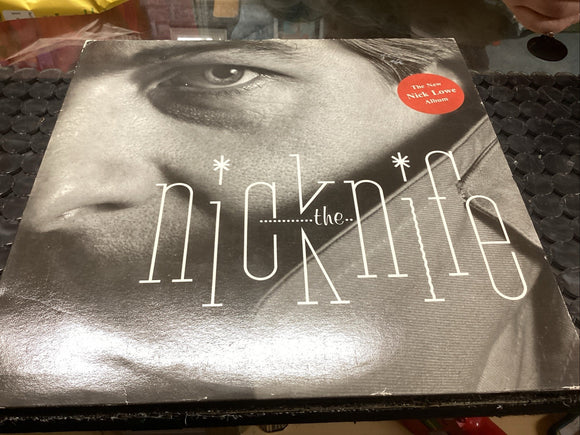 The New
Nick Lowe
Album
nick the knife